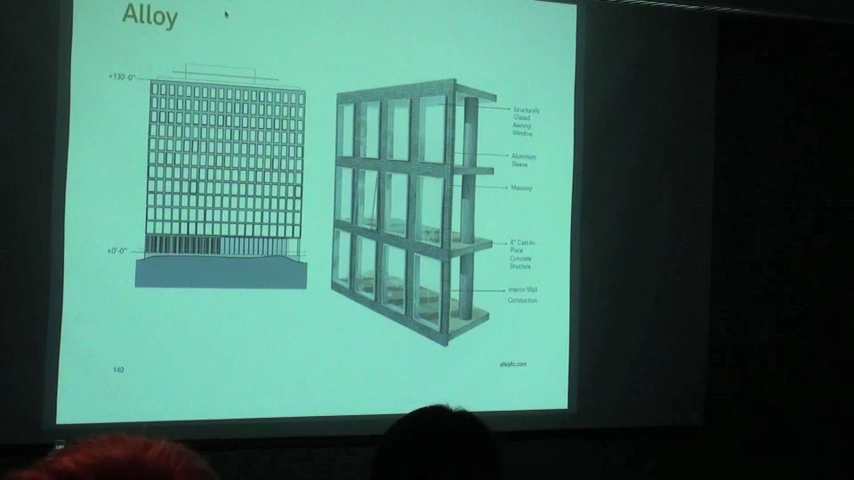 Alloy
+130'-0"
+0'-0"
Structurally
Glazed
Awning
Window
Aluminum
Sleeve
Masonry
8" Cast-In-
Place
Concrete
Structure
Interior Wall
Construction
140
alloyllc.com